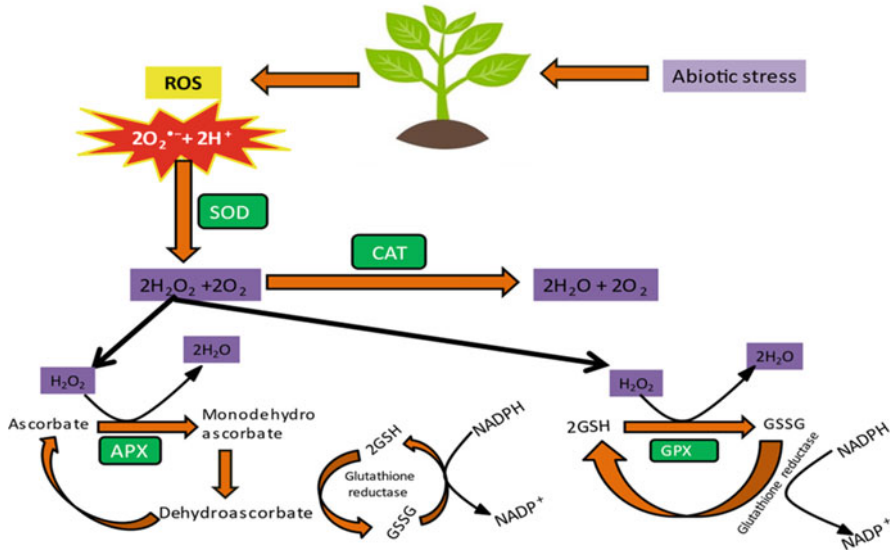 ROS
Abiotic stress
2O₂•⁻ + 2H⁺
SOD
CAT
2H₂O₂ +2O₂
2H₂O + 2O₂
H₂O₂
2H₂O
Ascorbate
Monodehydro
ascorbate
APX
Dehydroascorbate
2GSH
Glutathione
reductase
GSSG
NADPH
NADP⁺
H₂O₂
2H₂O
2GSH
GSSG
GPX
Glutathione reductase
NADPH
NADP⁺